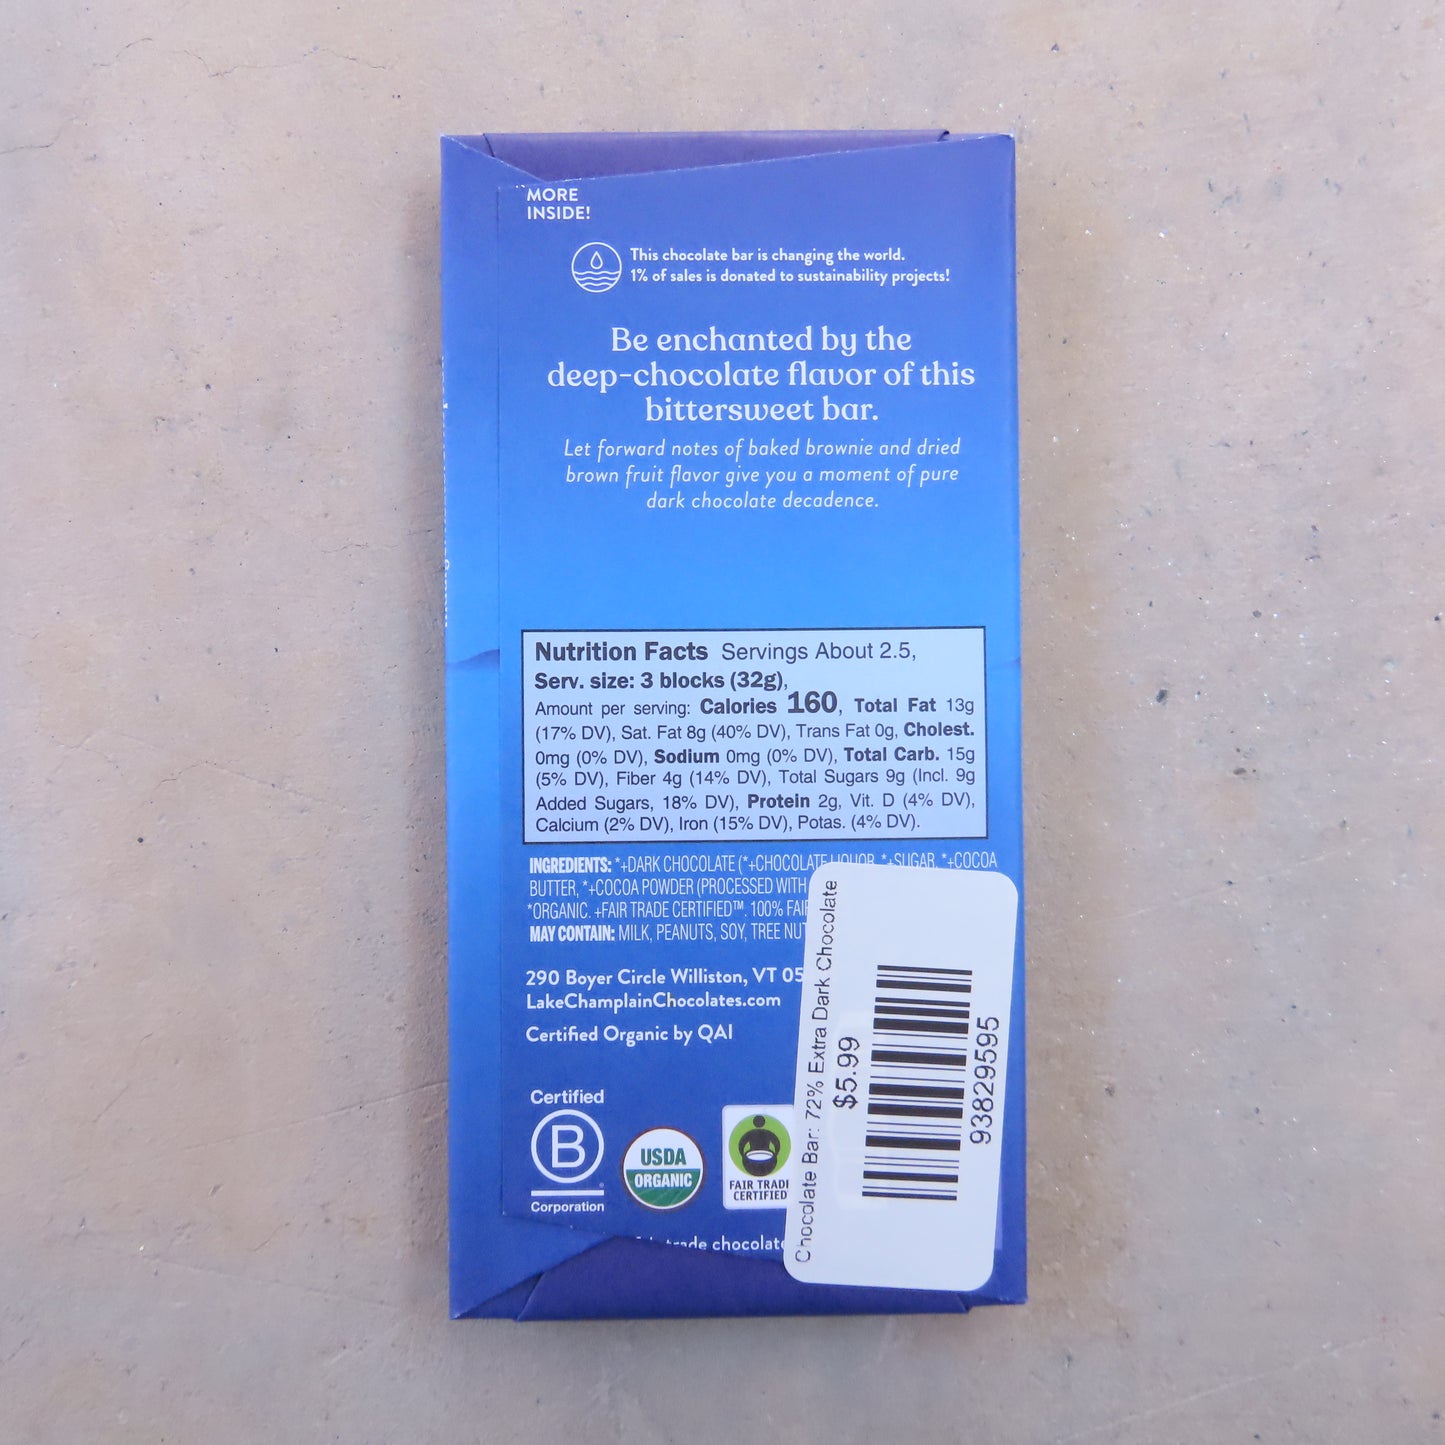 MORE
INSIDE!
This chocolate bar is changing the world.
1% of sales is donated to sustainability projects!
Be enchanted by the
deep-chocolate flavor of this
bittersweet bar.
Let forward notes of baked brownie and dried
brown fruit flavor give you a moment of pure
dark chocolate decadence.
Nutrition Facts Servings About 2.5,
Serv. size: 3 blocks (32g),
Amount per serving: Calories 160, Total Fat 13g
(17% DV), Sat. Fat 8g (40% DV), Trans Fat 0g, Cholest.
0mg (0% DV), Sodium 0mg (0% DV), Total Carb. 15g
(5% DV), Fiber 4g (14% DV), Total Sugars 9g (Incl. 9g
Added Sugars, 18% DV), Protein 2g, Vit. D (4% DV),
Calcium (2% DV), Iron (15% DV), Potas. (4% DV).
INGREDIENTS: *+DARK CHOCOLATE (*+CHOCOLATE LIQUOR, *+SUGAR, *+COCOA
BUTTER, *+COCOA POWDER (PROCESSED WITH
*ORGANIC. +FAIR TRADE CERTIFIED™. 100% FAI
MAY CONTAIN: MILK, PEANUTS, SOY, TREE NU
290 Boyer Circle Williston, VT 05
LakeChamplainChocolates.com
Certified Organic by QAI
Certified
B
Corporation
USDA
ORGANIC
FAIR TRADE
CERTIFIED
trade chocolate
Chocolate Bar: 72% Extra Dark Chocolate
$5.99
93829595